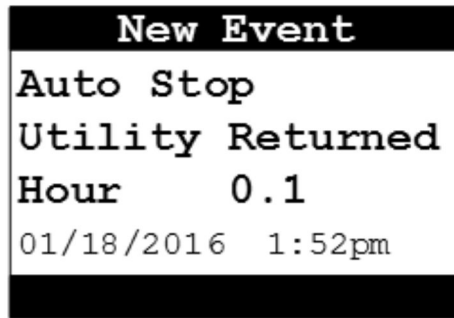 New Event
Auto Stop
Utility Returned
Hour 0.1
01/18/2016 1:52pm